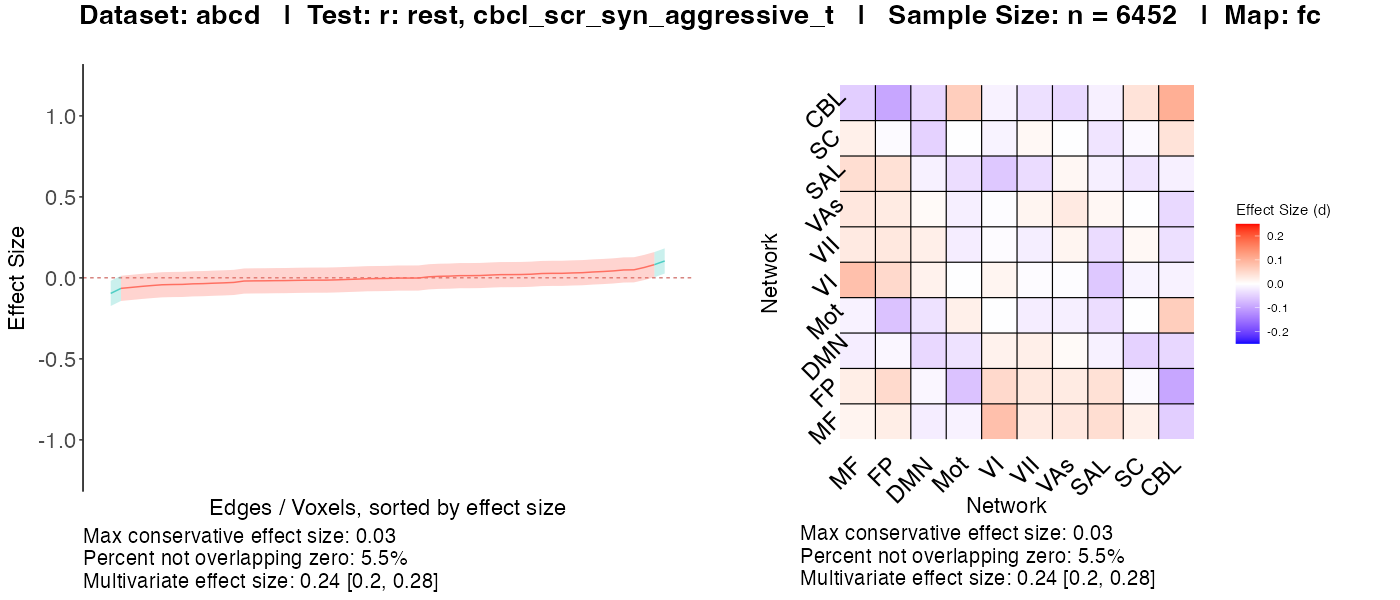 Dataset: abcd | Test: r: rest, cbcl_scr_syn_aggressive_t | Sample Size: n = 6452 | Map: fc
Effect Size
1.0
0.5
0.0
-0.5
-1.0
Edges / Voxels, sorted by effect size
Max conservative effect size: 0.03
Percent not overlapping zero: 5.5%
Multivariate effect size: 0.24 [0.2, 0.28]
Network
CBL
SC
SAL
VAs
VII
VI
Mot
DMN
FP
MF
MF FP DMN Mot VI VII VAs SAL SC CBL
Network
Max conservative effect size: 0.03
Percent not overlapping zero: 5.5%
Multivariate effect size: 0.24 [0.2, 0.28]
Effect Size (d)
0.2
0.1
0.0
-0.1
-0.2